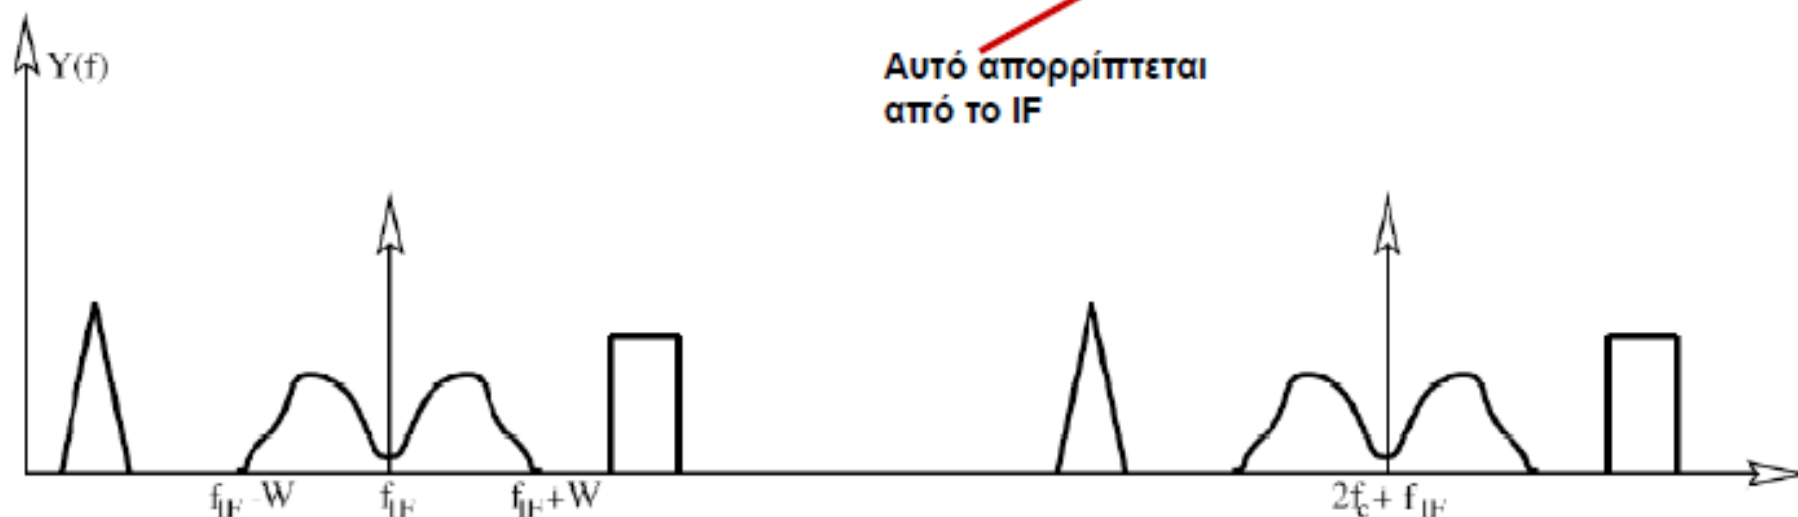 Y(f)
Αυτό απορρίπτεται
από το IF
f_IF-W f_IF f_IF+W 2f_c+ f_IF